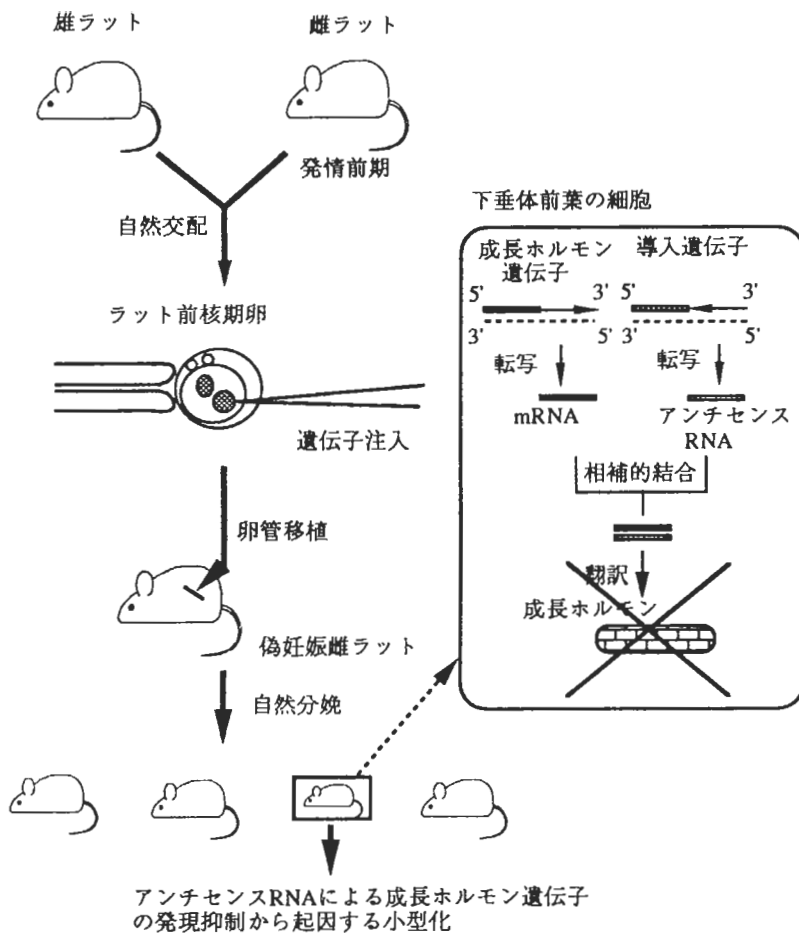 雄ラット
雌ラット
発情前期
自然交配
ラット前核期卵
遺伝子注入
卵管移植
偽妊娠雌ラット
自然分娩
下垂体前葉の細胞
成長ホルモン
遺伝子
導入遺伝子
5' 3' 5' 3'
3' 5' 3' 5'
転写
転写
mRNA
アンチセンス
RNA
相補的結合
翻訳
成長ホルモン
アンチセンスRNAによる成長ホルモン遺伝子
の発現抑制から起因する小型化